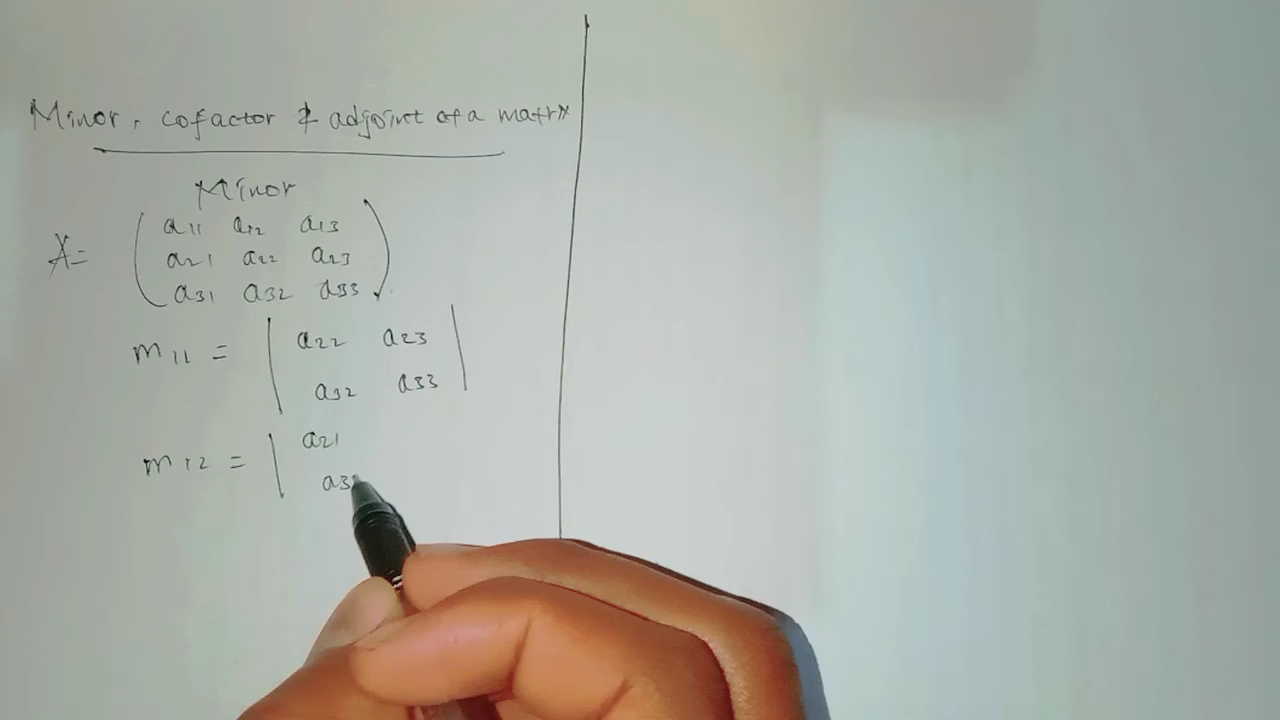 Minor, cofactor & adjoint of a matrix
Minor
A = ( a11 a12 a13
a21 a22 a23
a31 a32 a33 ).
m11 = | a22 a23 |
a32 a33
m12 = | a21
a3